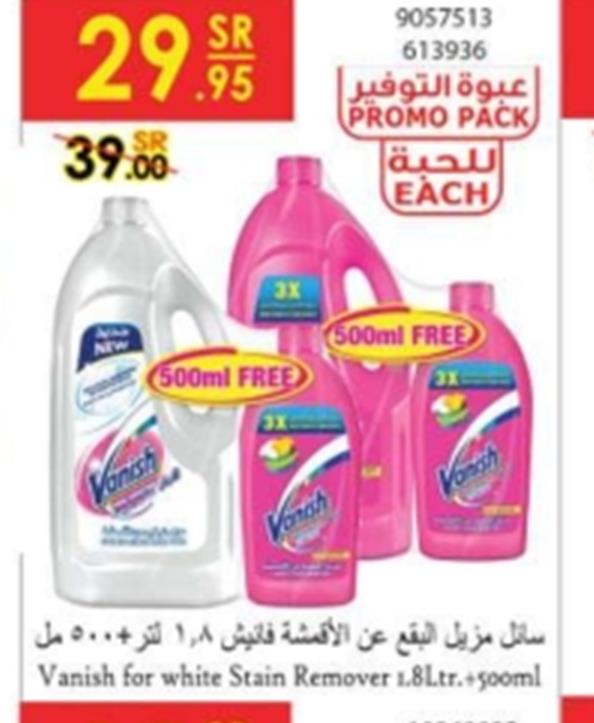 29.95 SR
9057513
613936
عبوة التوفير
PROMO PACK
للحبة
EACH
39.00 SR
3X
500ml FREE
جديد
NEW
500ml FREE
3X
3X
Vanish
Vanish
Vanish
سائل مزيل البقع عن الأقمشة فانيش ١,٨ لتر+٥٠٠ مل
Vanish for white Stain Remover 1.8Ltr.+500ml